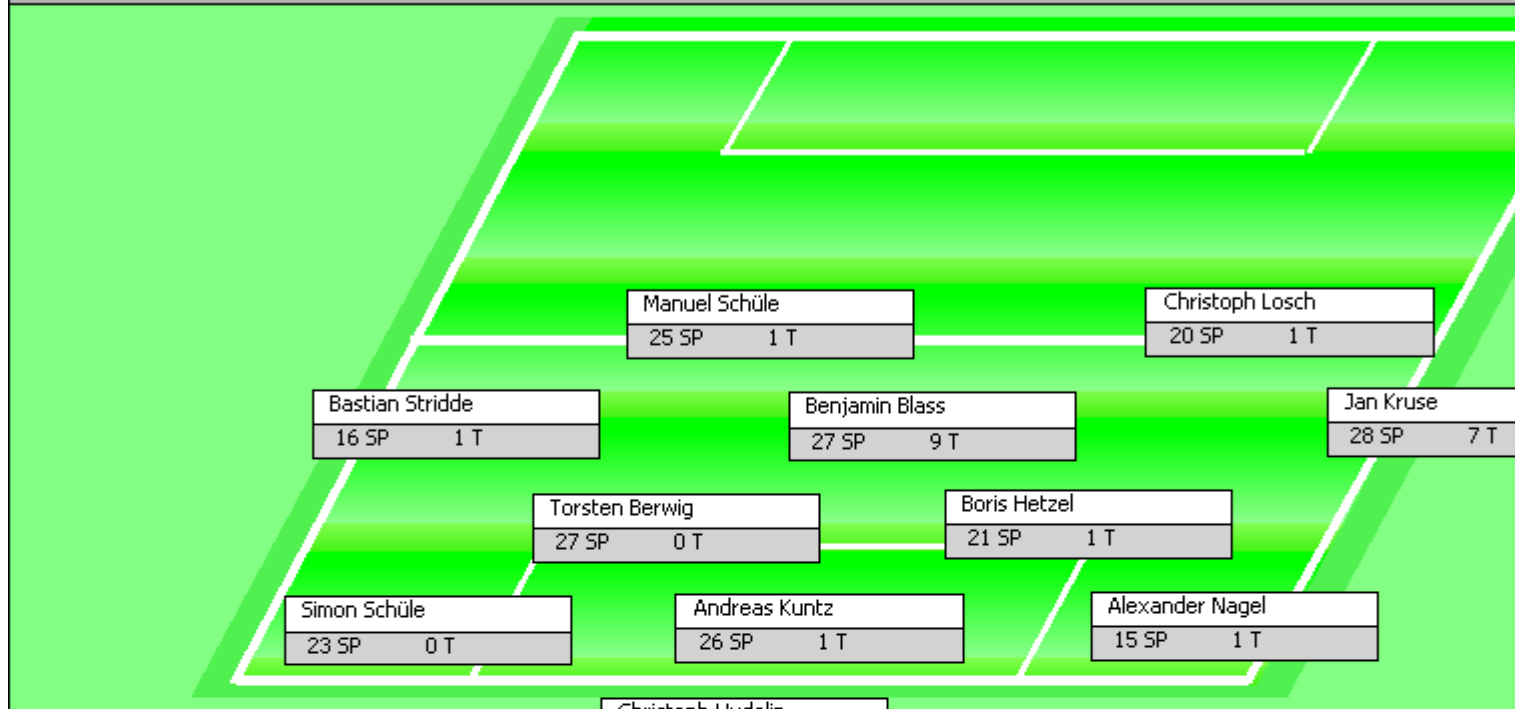 Manuel Schüle
25 SP 1 T
Christoph Losch
20 SP 1 T
Bastian Stridde
16 SP 1 T
Benjamin Blass
27 SP 9 T
Jan Kruse
28 SP 7 T
Torsten Berwig
27 SP 0 T
Boris Hetzel
21 SP 1 T
Simon Schüle
23 SP 0 T
Andreas Kuntz
26 SP 1 T
Alexander Nagel
15 SP 1 T
Christoph